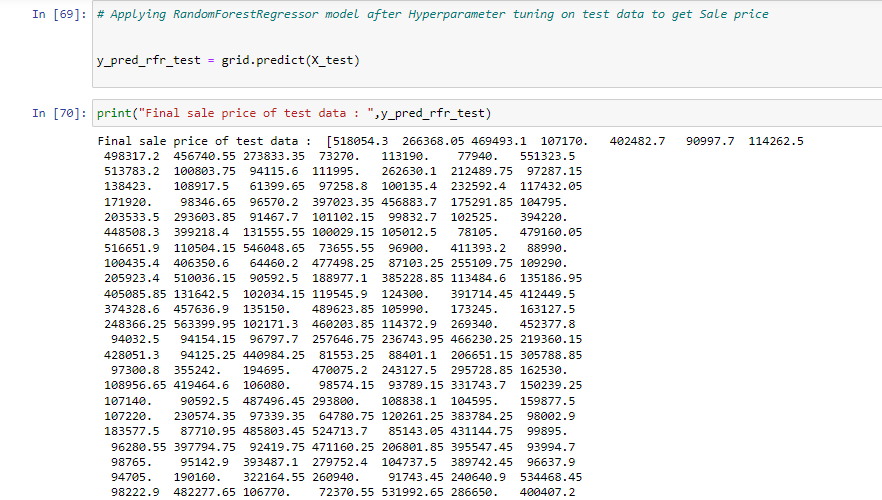 In [69]: # Applying RandomForestRegressor model after Hyperparameter tuning on test data to get Sale price
y_pred_rfr_test = grid.predict(X_test)
In [70]: print("Final sale price of test data : ",y_pred_rfr_test)
Final sale price of test data :  [518054.3  266368.05 469493.1  107170.   402482.7   90997.7  114262.5
498317.2  456740.55 273833.35  73270.   113190.    77940.   551323.5
513783.2  100803.75  94115.6  111995.   262630.1  212489.75  97287.15
138423.   108917.5   61399.65  97258.8  100135.4  232592.4  117432.05
171920.    98346.65  96570.2  397023.35 456883.7  175291.85 104795.
203533.5  293603.85  91467.7  101102.15  99832.7  102525.   394220.
448508.3  399218.4  131555.55 100029.15 105012.5   78105.   479160.05
516651.9  110504.15 546048.65  73655.55  96900.   411393.2   88990.
100435.4  406350.6   64460.2  477498.25  87103.25 255109.75 109290.
205923.4  510036.15  90592.5  188977.1  385228.85 113484.6  135186.95
405085.85 131642.5  102034.15 119545.9  124300.   391714.45 412449.5
374328.6  457636.9  135150.   489623.85 105990.   173245.   163127.5
248366.25 563399.95 102171.3  460203.85 114372.9  269340.   452377.8
94032.5   94154.15  96797.7  257646.75 236743.95 466230.25 219360.15
428051.3   94125.25 440984.25  81553.25  88401.1  206651.15 305788.85
97300.8  355242.   194695.   470075.2  243127.5  295728.85 162530.
108956.65 419464.6  106080.    98574.15  93789.15 331743.7  150239.25
107140.    90592.5  487496.45 293800.   108838.1  104595.   159877.5
107220.   230574.35  97339.35  64780.75 120261.25 383784.25  98002.9
183577.5   87710.95 485803.45 524713.7   85143.05 431144.75  99895.
96280.55 397794.75  92419.75 471160.25 206801.85 395547.45  93994.7
98765.    95142.9  393487.1  279752.4  104737.5  389742.45  96637.9
94705.   190160.   322164.55 260940.    91743.45 240640.9  534468.45
98222.9  482277.65 106770.    72370.55 531992.65 286650.   400407.2